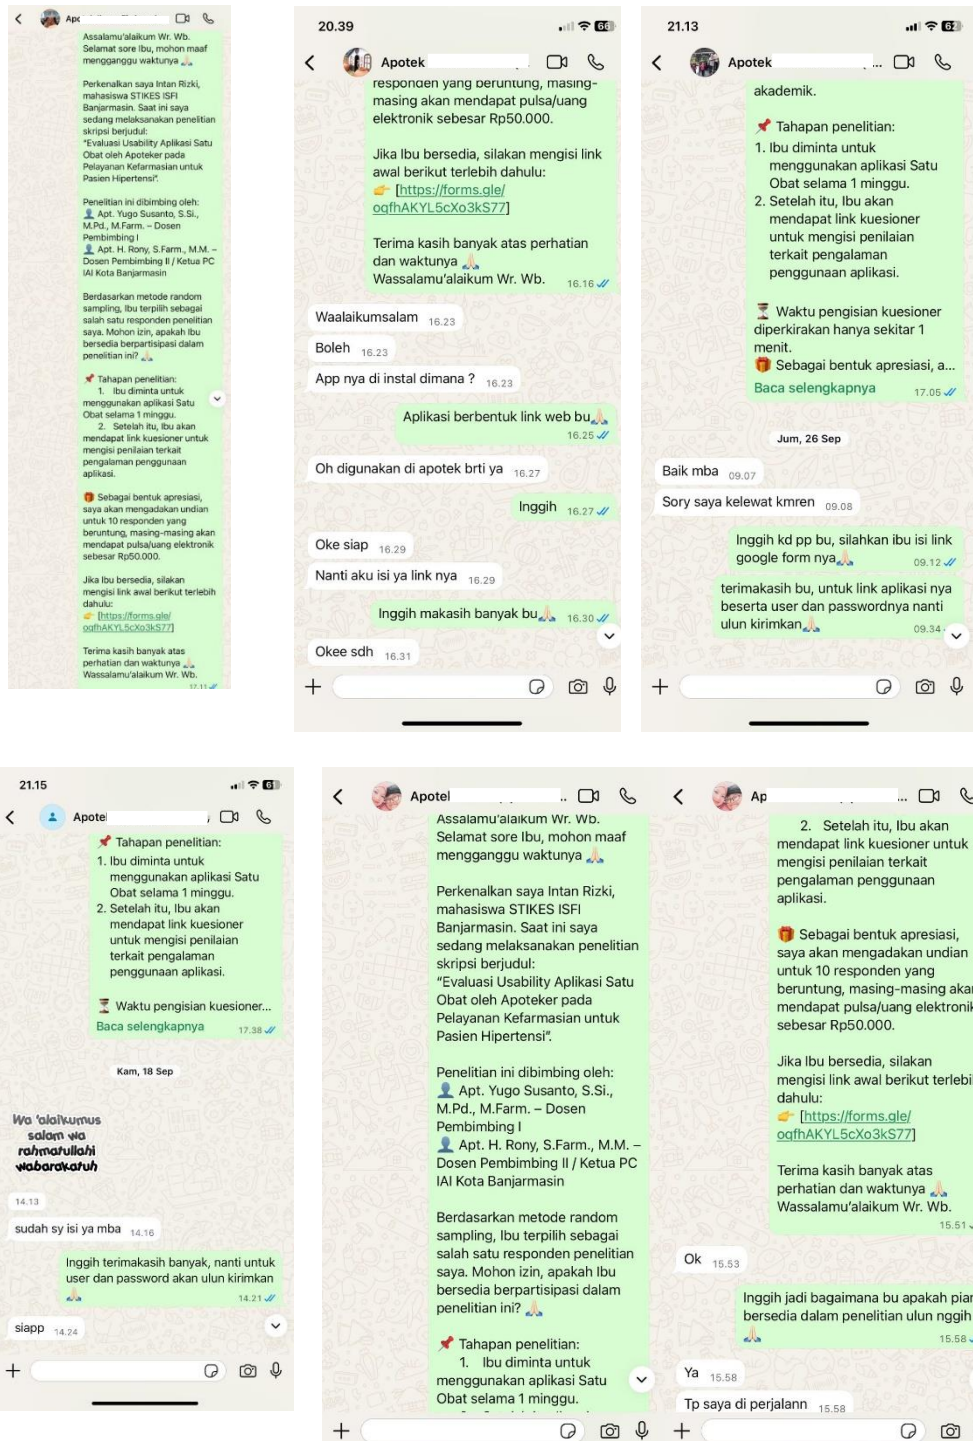 Apo
Assalamu'alaikum Wr. Wb.
Selamat sore Ibu, mohon maaf
mengganggu waktunya 🙏🏻
Perkenalkan saya Intan Rizki,
mahasiswa STIKES ISFI
Banjarmasin. Saat ini saya
sedang melaksanakan penelitian
skripsi berjudul:
"Evaluasi Usability Aplikasi Satu
Obat oleh Apoteker pada
Pelayanan Kefarmasian untuk
Pasien Hipertensi".
Penelitian ini dibimbing oleh:
👤 Apt. Yugo Susanto, S.Si.,
M.Pd., M.Farm. – Dosen
Pembimbing I
👤 Apt. H. Rony, S.Farm., M.M. –
Dosen Pembimbing II / Ketua PC
IAI Kota Banjarmasin
Berdasarkan metode random
sampling, Ibu terpilih sebagai
salah satu responden penelitian
saya. Mohon izin, apakah Ibu
bersedia berpartisipasi dalam
penelitian ini? 🙏🏻
📌 Tahapan penelitian:
1. Ibu diminta untuk
menggunakan aplikasi Satu
Obat selama 1 minggu.
2. Setelah itu, Ibu akan
mendapat link kuesioner untuk
mengisi penilaian terkait
pengalaman penggunaan
aplikasi.
🎁 Sebagai bentuk apresiasi,
saya akan mengadakan undian
untuk 10 responden yang
beruntung, masing-masing akan
mendapat pulsa/uang elektronik
sebesar Rp50.000.
Jika Ibu bersedia, silakan
mengisi link awal berikut terlebih
dahulu:
👉 [https://forms.gle/
oqfhAKYL5cXo3kS77]
Terima kasih banyak atas
perhatian dan waktunya 🙏🏻
Wassalamu'alaikum Wr. Wb.
17.11
20.39
66
Apotek
responden yang beruntung, masing-
masing akan mendapat pulsa/uang
elektronik sebesar Rp50.000.
Jika Ibu bersedia, silakan mengisi link
awal berikut terlebih dahulu:
👉 [https://forms.gle/
oqfhAKYL5cXo3kS77]
Terima kasih banyak atas perhatian
dan waktunya 🙏🏻
Wassalamu'alaikum Wr. Wb. 16.16
Waalaikumsalam 16.23
Boleh 16.23
App nya di instal dimana ? 16.23
Aplikasi berbentuk link web bu🙏🏻
16.25
Oh digunakan di apotek brti ya 16.27
Inggih 16.27
Oke siap 16.29
Nanti aku isi ya link nya 16.29
Inggih makasih banyak bu🙏🏻 16.30
Okee sdh 16.31
21.13
62
Apotek ...
akademik.
📌 Tahapan penelitian:
1. Ibu diminta untuk
menggunakan aplikasi Satu
Obat selama 1 minggu.
2. Setelah itu, Ibu akan
mendapat link kuesioner
untuk mengisi penilaian
terkait pengalaman
penggunaan aplikasi.
⏳ Waktu pengisian kuesioner
diperkirakan hanya sekitar 1
menit.
🎁 Sebagai bentuk apresiasi, a...
Baca selengkapnya 17.05
Jum, 26 Sep
Baik mba 09.07
Sory saya kelewat kmren 09.08
Inggih kd pp bu, silahkan ibu isi link
google form nya🙏🏻 09.12
terimakasih bu, untuk link aplikasi nya
beserta user dan passwordnya nanti
ulun kirimkan🙏🏻 09.34
21.15
Apote
📌 Tahapan penelitian:
1. Ibu diminta untuk
menggunakan aplikasi Satu
Obat selama 1 minggu.
2. Setelah itu, Ibu akan
mendapat link kuesioner
untuk mengisi penilaian
terkait pengalaman
penggunaan aplikasi.
⏳ Waktu pengisian kuesioner...
Baca selengkapnya 17.38
Kam, 18 Sep
Wa 'alaikumus
salam wa
rahmatullahi
wabarakatuh
14.13
sudah sy isi ya mba 14.16
Inggih terimakasih banyak, nanti untuk
user dan password akan ulun kirimkan
🙏🏻 14.21
siapp 14.24
Apotel ..
Assalamu'alaikum Wr. Wb.
Selamat sore Ibu, mohon maaf
mengganggu waktunya 🙏🏻
Perkenalkan saya Intan Rizki,
mahasiswa STIKES ISFI
Banjarmasin. Saat ini saya
sedang melaksanakan penelitian
skripsi berjudul:
"Evaluasi Usability Aplikasi Satu
Obat oleh Apoteker pada
Pelayanan Kefarmasian untuk
Pasien Hipertensi".
Penelitian ini dibimbing oleh:
👤 Apt. Yugo Susanto, S.Si.,
M.Pd., M.Farm. – Dosen
Pembimbing I
👤 Apt. H. Rony, S.Farm., M.M. –
Dosen Pembimbing II / Ketua PC
IAI Kota Banjarmasin
Berdasarkan metode random
sampling, Ibu terpilih sebagai
salah satu responden penelitian
saya. Mohon izin, apakah Ibu
bersedia berpartisipasi dalam
penelitian ini? 🙏🏻
📌 Tahapan penelitian:
1. Ibu diminta untuk
menggunakan aplikasi Satu
Obat selama 1 minggu.
Ap ...
2. Setelah itu, Ibu akan
mendapat link kuesioner untuk
mengisi penilaian terkait
pengalaman penggunaan
aplikasi.
🎁 Sebagai bentuk apresiasi,
saya akan mengadakan undian
untuk 10 responden yang
beruntung, masing-masing akan
mendapat pulsa/uang elektronik
sebesar Rp50.000.
Jika Ibu bersedia, silakan
mengisi link awal berikut terlebi
dahulu:
👉 [https://forms.gle/
oqfhAKYL5cXo3kS77]
Terima kasih banyak atas
perhatian dan waktunya 🙏🏻
Wassalamu'alaikum Wr. Wb.
15.51
Ok 15.53
Inggih jadi bagaimana bu apakah pian
bersedia dalam penelitian ulun nggih
🙏🏻 15.58
Ya 15.58
Tp saya di perjalann 15.58